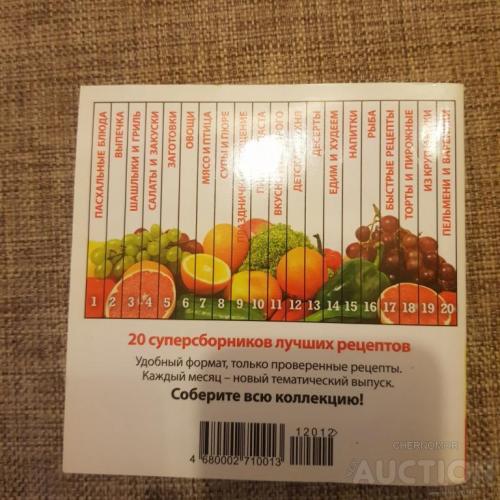 ПАСХАЛЬНЫЕ БЛЮДА
ВЫПЕЧКА
ШАШЛЫКИ И ГРИЛЬ
САЛАТЫ И ЗАКУСКИ
ЗАГОТОВКИ
ОВОЩИ
МЯСО И ПТИЦА
СУПЫ И ПЮРЕ
ДЕСЕРТЫ
ЕДИМ И ХУДЕЕМ
НАПИТКИ
РЫБА
БЫСТРЫЕ РЕЦЕПТЫ
ТОРТЫ И ПИРОЖНЫЕ
ПЕЛЬМЕНИ И
1 2 3 4 5 6 7 8 9 10 11 12 13 14 15 16 17 18 19 20
20 суперсборников лучших рецептов
Удобный формат, только проверенные рецепты.
Каждый месяц – новый тематический выпуск.
Соберите всю коллекцию!
12012
4 680002 710013
CHERNOMOR
AUCTION